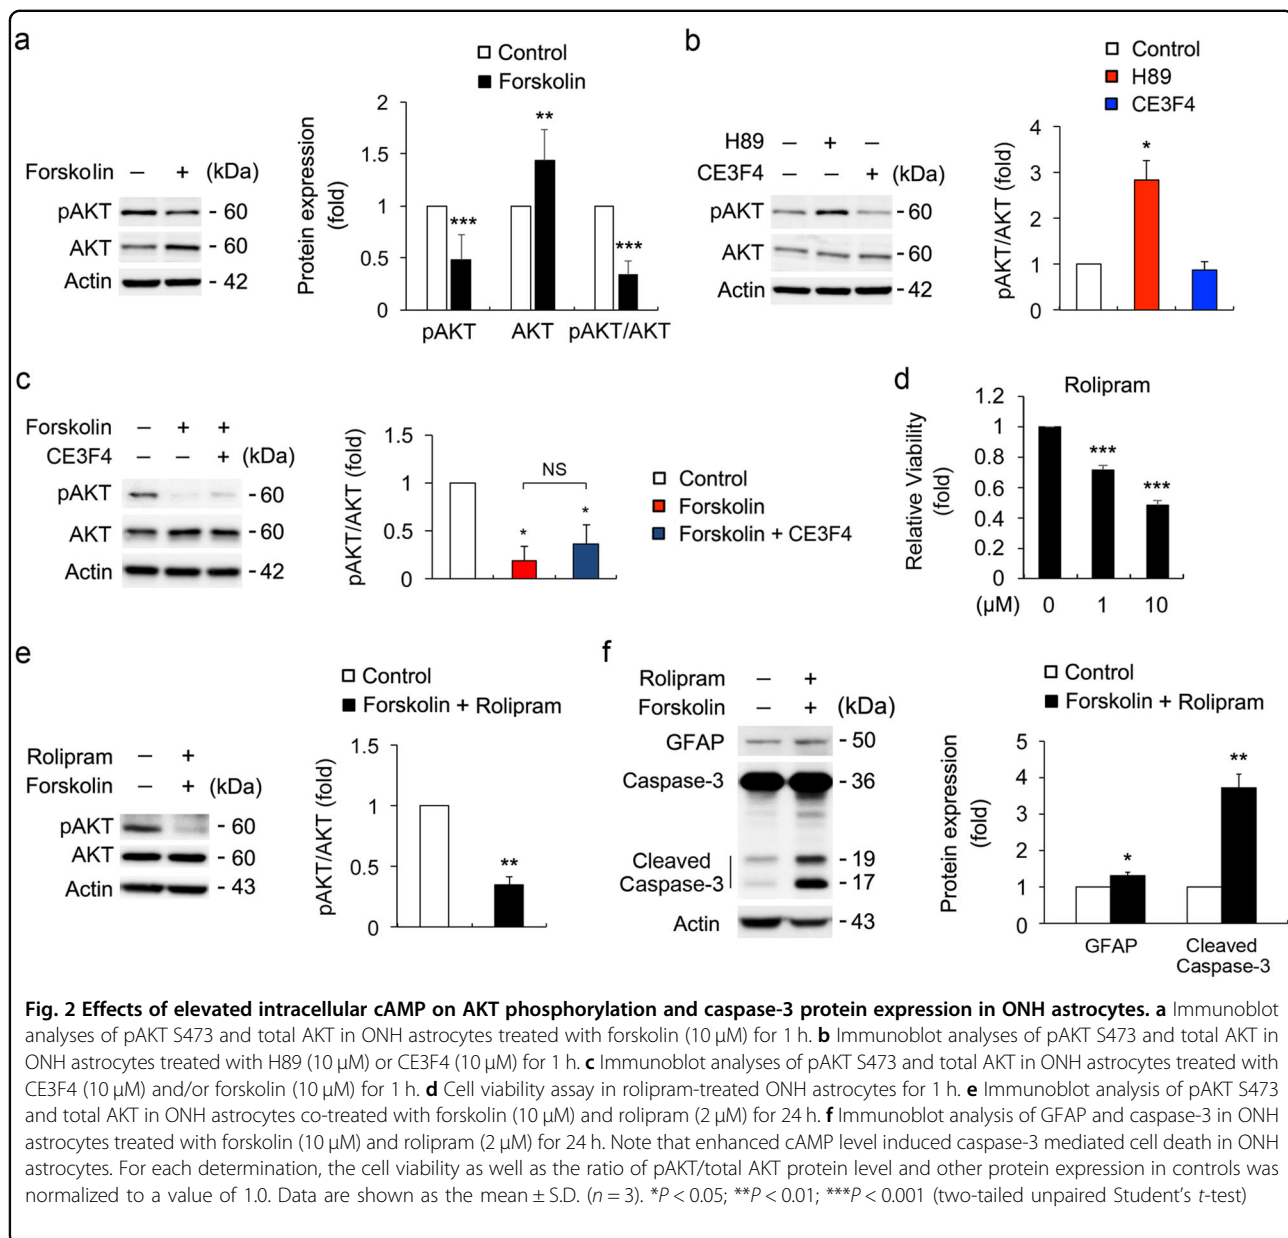 a
Control
Forskolin
Forskolin − + (kDa)
pAKT - 60
AKT - 60
Actin - 42
Protein expression
(fold)
2
1.5
1
0.5
0
***
**
***
pAKT AKT pAKT/AKT
b
Control
H89
CE3F4
H89 − + −
CE3F4 − − + (kDa)
pAKT - 60
AKT - 60
Actin - 42
pAKT/AKT (fold)
4
3
2
1
0
*
c
Forskolin − + +
CE3F4 − − + (kDa)
pAKT - 60
AKT - 60
Actin - 42
pAKT/AKT (fold)
1.5
1
0.5
0
NS
*
*
Control
Forskolin
Forskolin + CE3F4
d
Rolipram
Relative Viability
(fold)
1.2
1
0.8
0.6
0.4
0.2
0
***
***
(µM) 0 1 10
e
Control
Forskolin + Rolipram
Rolipram − +
Forskolin − + (kDa)
pAKT - 60
AKT - 60
Actin - 43
pAKT/AKT (fold)
1.5
1
0.5
0
**
f
Rolipram − +
Forskolin − + (kDa)
GFAP - 50
Caspase-3 - 36
Cleaved - 19
Caspase-3 - 17
Actin - 43
Control
Forskolin + Rolipram
Protein expression
(fold)
5
4
3
2
1
0
*
**
GFAP Cleaved
Caspase-3
Fig. 2 Effects of elevated intracellular cAMP on AKT phosphorylation and caspase-3 protein expression in ONH astrocytes. a Immunoblot
analyses of pAKT S473 and total AKT in ONH astrocytes treated with forskolin (10 µM) for 1 h. b Immunoblot analyses of pAKT S473 and total AKT in
ONH astrocytes treated with H89 (10 µM) or CE3F4 (10 µM) for 1 h. c Immunoblot analyses of pAKT S473 and total AKT in ONH astrocytes treated with
CE3F4 (10 µM) and/or forskolin (10 µM) for 1 h. d Cell viability assay in rolipram-treated ONH astrocytes for 1 h. e Immunoblot analysis of pAKT S473
and total AKT in ONH astrocytes co-treated with forskolin (10 µM) and rolipram (2 µM) for 24 h. f Immunoblot analysis of GFAP and caspase-3 in ONH
astrocytes treated with forskolin (10 µM) and rolipram (2 µM) for 24 h. Note that enhanced cAMP level induced caspase-3 mediated cell death in ONH
astrocytes. For each determination, the cell viability as well as the ratio of pAKT/total AKT protein level and other protein expression in controls was
normalized to a value of 1.0. Data are shown as the mean ± S.D. (n = 3). *P < 0.05; **P < 0.01; ***P < 0.001 (two-tailed unpaired Student's t-test)